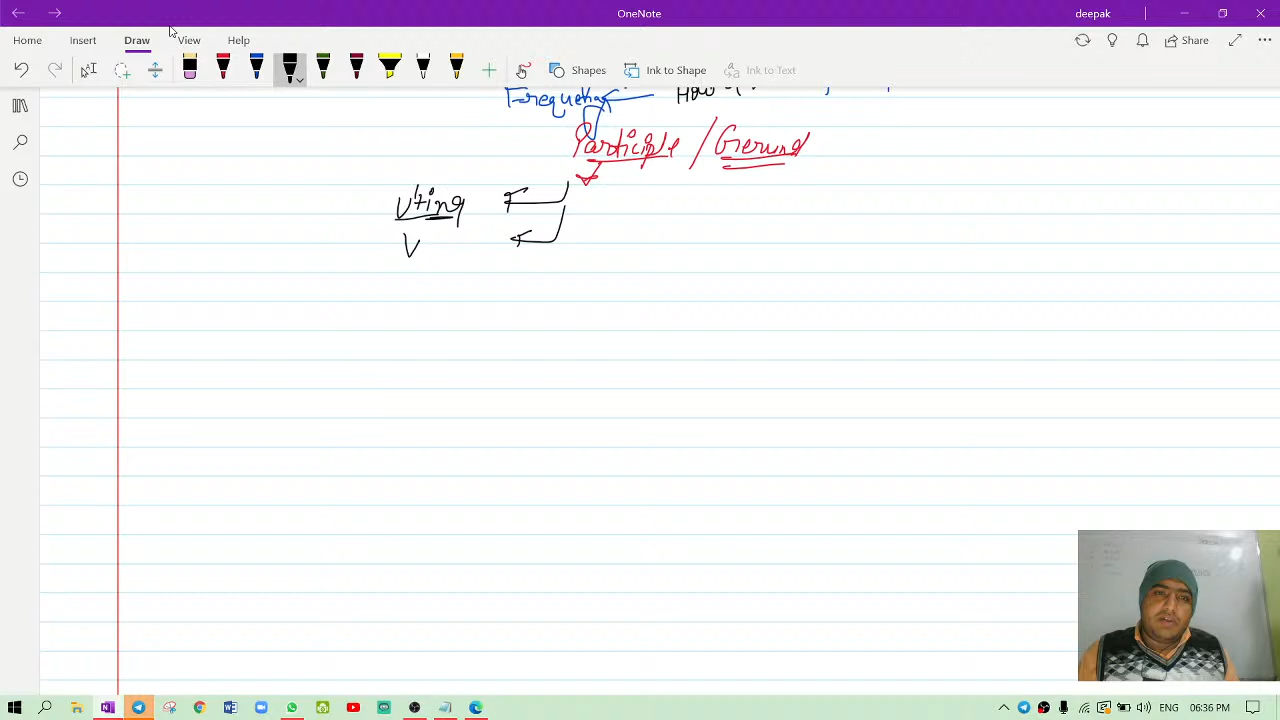 OneNote
deepak
Home Insert Draw View Help
Share
Shapes Ink to Shape Ink to Text
Frequency
Participle / Gerund
V+ing
V
ENG 06:36 PM